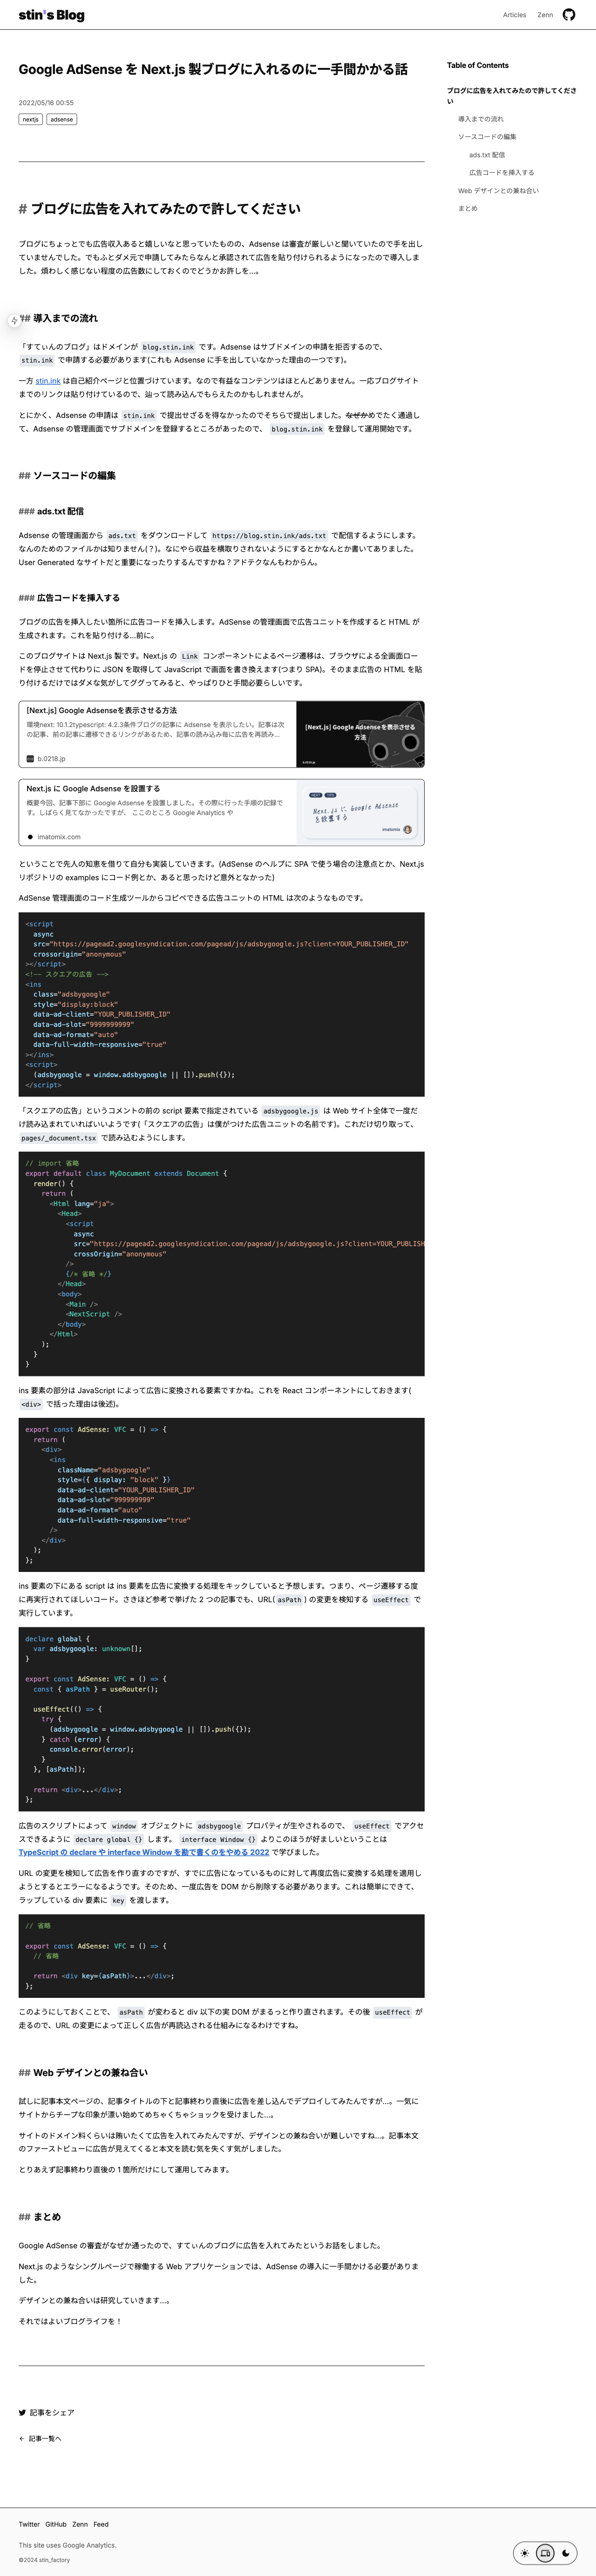 stin's Blog
Articles Zenn
Google AdSense を Next.js 製ブログに入れるのに一手間かかる話
2022/05/16 00:55
nextjs adsense
Table of Contents
ブログに広告を入れてみたので許してくださ
い
導入までの流れ
ソースコードの編集
ads.txt 配信
広告コードを挿入する
Web デザインとの兼ね合い
まとめ
# ブログに広告を入れてみたので許してください
ブログにちょっとでも広告収入あると嬉しいなと思っていたものの、Adsense は審査が厳しいと聞いていたので手を出し
ていませんでした。でもふとダメ元で申請してみたらなんと承認されて広告を貼り付けられるようになったので導入しま
した。煩わしく感じない程度の広告数にしておくのでどうかお許しを…。
## 導入までの流れ
「すてぃんのブログ」はドメインが blog.stin.ink です。Adsense はサブドメインの申請を拒否するので、
stin.ink で申請する必要があります(これも Adsense に手を出していなかった理由の一つです)。
一方 stin.ink は自己紹介ページと位置づけています。なので有益なコンテンツはほとんどありません。一応ブログサイト
までのリンクは貼り付けているので、辿って読み込んでもらえたのかもしれませんが。
とにかく、Adsense の申請は stin.ink で提出せざるを得なかったのでそちらで提出しました。なぜかめでたく通過し
て、Adsense の管理画面でサブドメインを登録するところがあったので、 blog.stin.ink を登録して運用開始です。
## ソースコードの編集
### ads.txt 配信
Adsense の管理画面から ads.txt をダウンロードして https://blog.stin.ink/ads.txt で配信するようにします。
なんのためのファイルかは知りません(？)。なにやら収益を横取りされないようにするとかなんとか書いてありました。
User Generated なサイトだと重要になったりするんですかね？アドテクなんもわからん。
### 広告コードを挿入する
ブログの広告を挿入したい箇所に広告コードを挿入します。AdSense の管理画面で広告ユニットを作成すると HTML が
生成されます。これを貼り付ける…前に。
このブログサイトは Next.js 製です。Next.js の Link コンポーネントによるページ遷移は、ブラウザによる全画面ロー
ドを停止させて代わりに JSON を取得して JavaScript で画面を書き換えます(つまり SPA)。そのまま広告の HTML を貼
り付けるだけではダメな気がしてググってみると、やっぱりひと手間必要らしいです。
[Next.js] Google Adsenseを表示させる方法
環境next: 10.1.2typescript: 4.2.3条件ブログの記事に Adsense を表示したい。記事は次
の記事、前の記事に遷移できるリンクがあるため、記事の読み込み毎に広告を再読み...
b.0218.jp
[Next.js] Google Adsenseを表示させる
方法
Next.js に Google Adsense を設置する
概要今回、記事下部に Google Adsense を設置しました。その際に行った手順の記録で
す。しばらく見てなかったですが、 ここのところ Google Analytics や
imatomix.com
Next.js に Google Adsense
を設置する
imatomix
ということで先人の知恵を借りて自分も実装していきます。(AdSense のヘルプに SPA で使う場合の注意点とか、Next.js
リポジトリの examples にコード例とか、あると思ったけど意外となかった)
AdSense 管理画面のコード生成ツールからコピペできる広告ユニットの HTML は次のようなものです。
<script
async
src="https://pagead2.googlesyndication.com/pagead/js/adsbygoogle.js?client=YOUR_PUBLISHER_ID"
crossorigin="anonymous"
></script>
<!-- スクエアの広告 -->
<ins
class="adsbygoogle"
style="display:block"
data-ad-client="YOUR_PUBLISHER_ID"
data-ad-slot="9999999999"
data-ad-format="auto"
data-full-width-responsive="true"
></ins>
<script>
(adsbygoogle = window.adsbygoogle || []).push({});
</script>
「スクエアの広告」というコメントの前の script 要素で指定されている adsbygoogle.js は Web サイト全体で一度だ
け読み込まれていればいいようです(「スクエアの広告」は僕がつけた広告ユニットの名前です)。これだけ切り取って、
pages/_document.tsx で読み込むようにします。
// import 省略
export default class MyDocument extends Document {
render() {
return (
<Html lang="ja">
<Head>
<script
async
src="https://pagead2.googlesyndication.com/pagead/js/adsbygoogle.js?client=YOUR_PUBLISH
crossOrigin="anonymous"
/>
{/* 省略 */}
</Head>
<body>
<Main />
<NextScript />
</body>
</Html>
);
}
}
ins 要素の部分は JavaScript によって広告に変換される要素ですかね。これを React コンポーネントにしておきます(
<div> で括った理由は後述)。
export const AdSense: VFC = () => {
return (
<div>
<ins
className="adsbygoogle"
style={{ display: "block" }}
data-ad-client="YOUR_PUBLISHER_ID"
data-ad-slot="999999999"
data-ad-format="auto"
data-full-width-responsive="true"
/>
</div>
);
};
ins 要素の下にある script は ins 要素を広告に変換する処理をキックしていると予想します。つまり、ページ遷移する度
に再実行されてほしいコード。さきほど参考で挙げた 2 つの記事でも、URL( asPath ) の変更を検知する useEffect で
実行しています。
declare global {
var adsbygoogle: unknown[];
}
export const AdSense: VFC = () => {
const { asPath } = useRouter();
useEffect(() => {
try {
(adsbygoogle = window.adsbygoogle || []).push({});
} catch (error) {
console.error(error);
}
}, [asPath]);
return <div>...</div>;
};
広告のスクリプトによって window オブジェクトに adsbygoogle プロパティが生やされるので、 useEffect でアクセ
スできるように declare global {} します。 interface Window {} よりこのほうが好ましいということは
TypeScript の declare や interface Window を勘で書くのをやめる 2022 で学びました。
URL の変更を検知して広告を作り直すのですが、すでに広告になっているものに対して再度広告に変換する処理を適用し
ようとするとエラーになるようです。そのため、一度広告を DOM から削除する必要があります。これは簡単にできて、
ラップしている div 要素に key を渡します。
// 省略
export const AdSense: VFC = () => {
// 省略
return <div key={asPath}>...</div>;
};
このようにしておくことで、 asPath が変わると div 以下の実 DOM がまるっと作り直されます。その後 useEffect が
走るので、URL の変更によって正しく広告が再読込される仕組みになるわけですね。
## Web デザインとの兼ね合い
試しに記事本文ページの、記事タイトルの下と記事終わり直後に広告を差し込んでデプロイしてみたんですが…。一気に
サイトからチープな印象が漂い始めてめちゃくちゃショックを受けました…。
サイトのドメイン料くらいは賄いたくて広告を入れてみたんですが、デザインとの兼ね合いが難しいですね…。記事本文
のファーストビューに広告が見えてくると本文を読む気を失くす気がしました。
とりあえず記事終わり直後の 1 箇所だけにして運用してみます。
## まとめ
Google AdSense の審査がなぜか通ったので、すてぃんのブログに広告を入れてみたというお話をしました。
Next.js のようなシングルページで稼働する Web アプリケーションでは、AdSense の導入に一手間かける必要がありま
した。
デザインとの兼ね合いは研究していきます…。
それではよいブログライフを！
記事をシェア
← 記事一覧へ
Twitter GitHub Zenn Feed
This site uses Google Analytics.
©2024 stin_factory